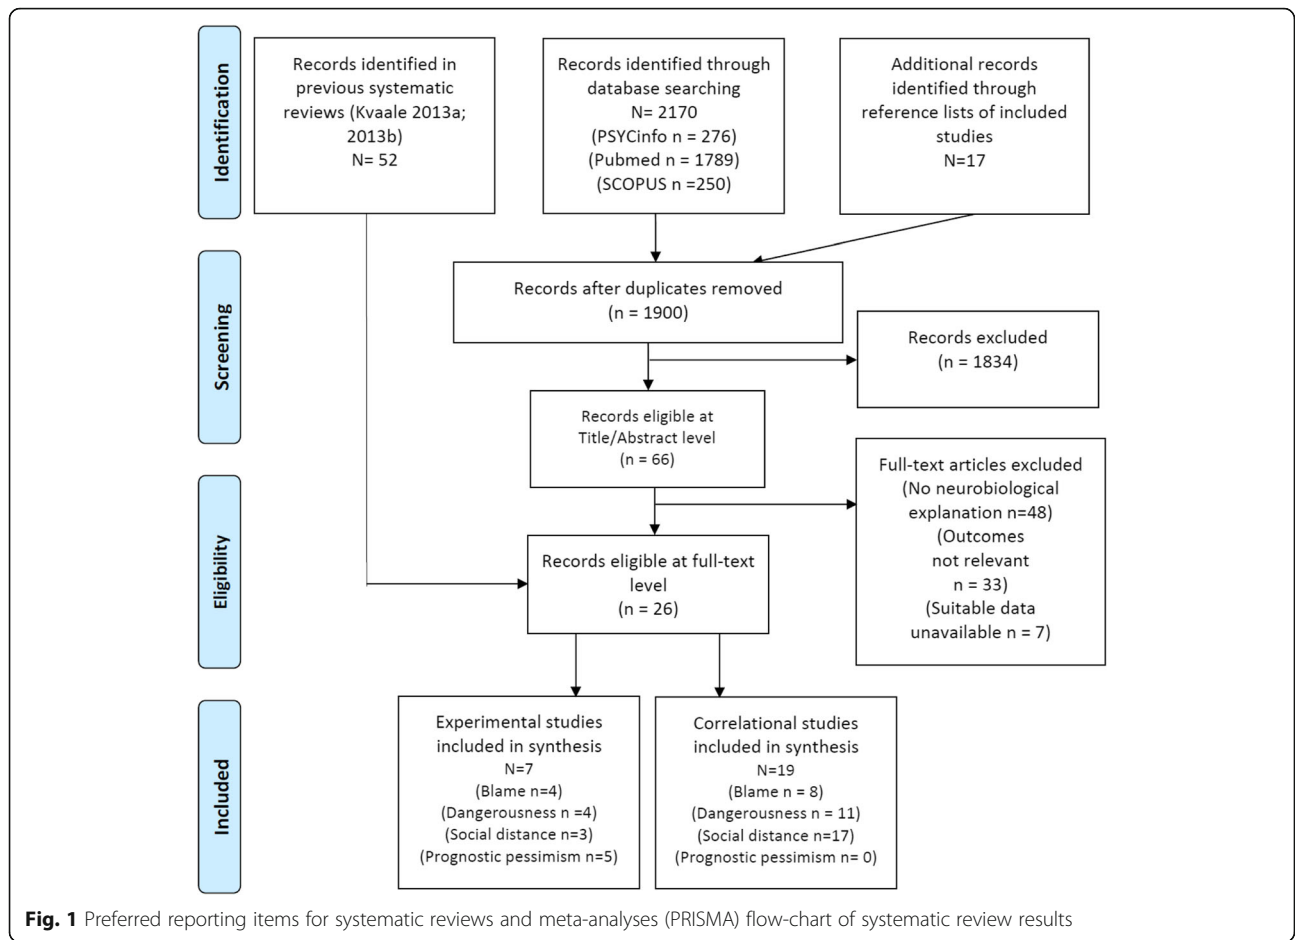 Identification
Records identified in
previous systematic
reviews (Kvaale 2013a;
2013b)
N= 52
Records identified through
database searching
N= 2170
(PSYCinfo n = 276)
(Pubmed n = 1789)
(SCOPUS n =250)
Additional records
identified through
reference lists of included
studies
N=17
Screening
Records after duplicates removed
(n = 1900)
Records excluded
(n = 1834)
Records eligible at
Title/Abstract level
(n = 66)
Eligibility
Full-text articles excluded
(No neurobiological
explanation n=48)
(Outcomes
not relevant
n = 33)
(Suitable data
unavailable n = 7)
Records eligible at full-text
level
(n = 26)
Included
Experimental studies
included in synthesis
N=7
(Blame n=4)
(Dangerousness n =4)
(Social distance n=3)
(Prognostic pessimism n=5)
Correlational studies
included in synthesis
N=19
(Blame n = 8)
(Dangerousness n = 11)
(Social distance n=17)
(Prognostic pessimism n= 0)
Fig. 1 Preferred reporting items for systematic reviews and meta-analyses (PRISMA) flow-chart of systematic review results